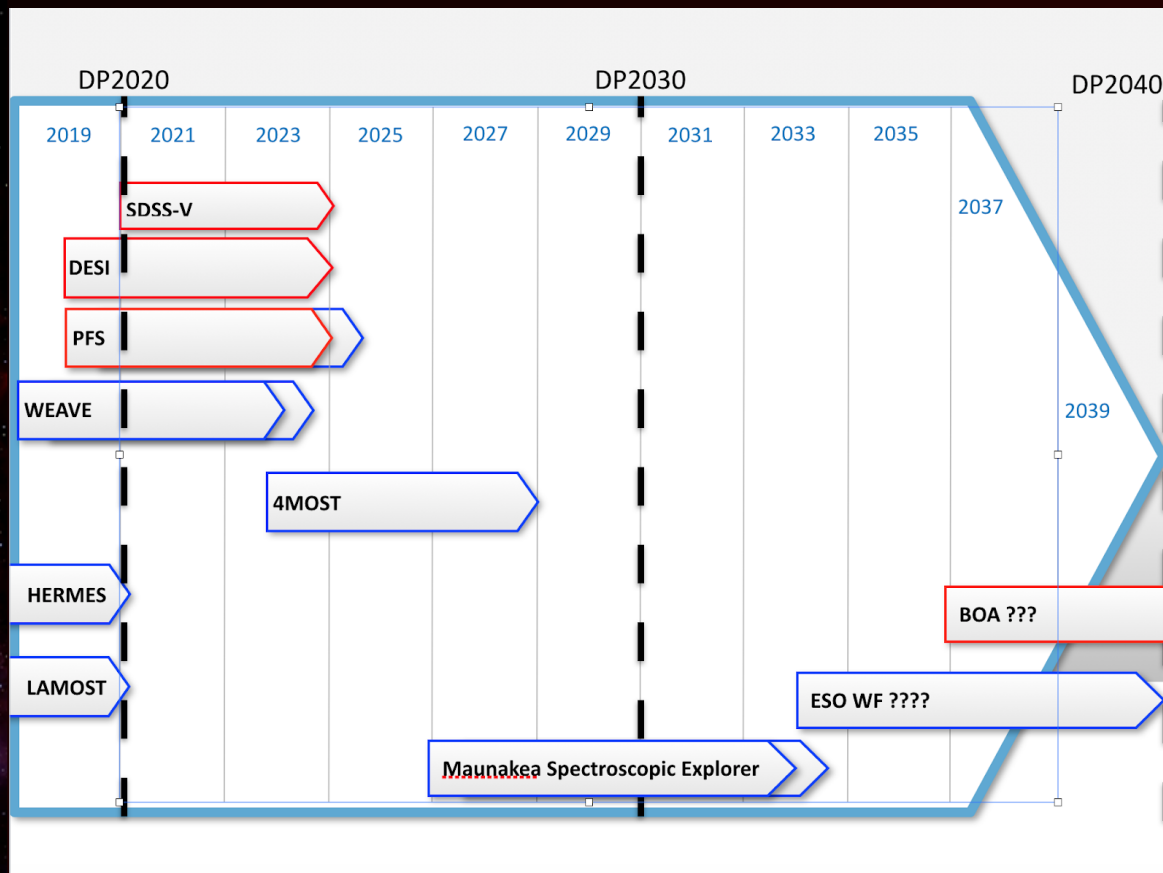 DP2020
DP2030
DP2040
2019
2021
2023
2025
2027
2029
2031
2033
2035
2037
2039
SDSS-V
DESI
PFS
WEAVE
4MOST
HERMES
BOA ???
LAMOST
ESO WF ????
Maunakea Spectroscopic Explorer